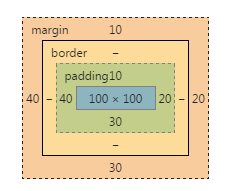 margin 10
border –
padding10
40 – 40 100 × 100 20 – 20
30
–
30